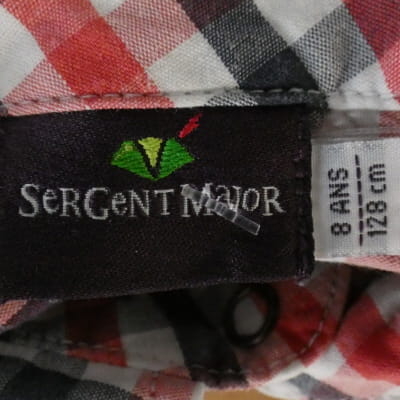 SerGenT MaJOR
8 ANS
128 cm